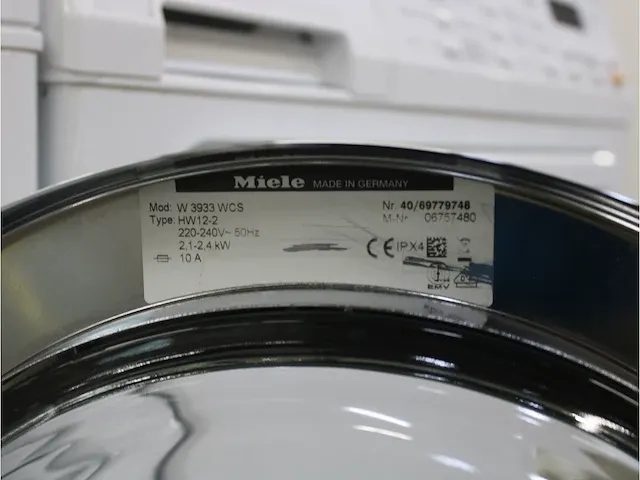 Miele MADE IN GERMANY
Mod: W 3933 WCS Nr. 40/69779748
Type: HW12-2 M-Nr 06757480
220-240V~ 50Hz
2,1-2,4 kW CE IPX4
10 A
EMV